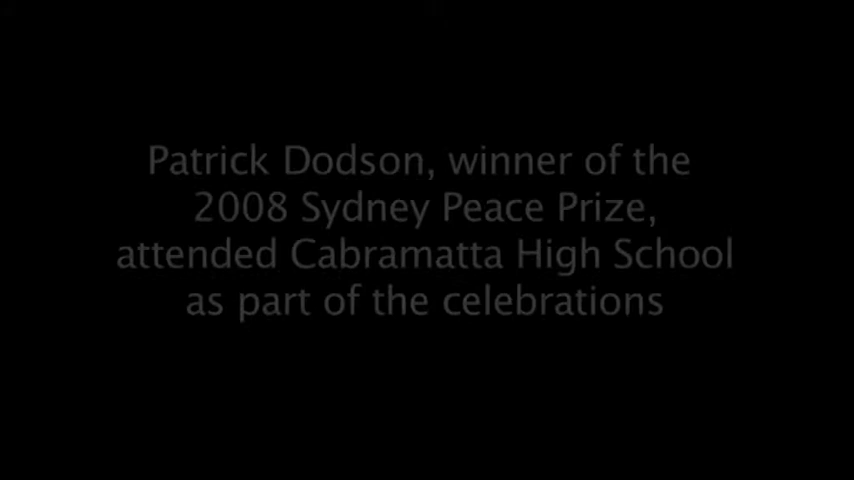 Patrick Dodson, winner of the
2008 Sydney Peace Prize,
attended Cabramatta High School
as part of the celebrations